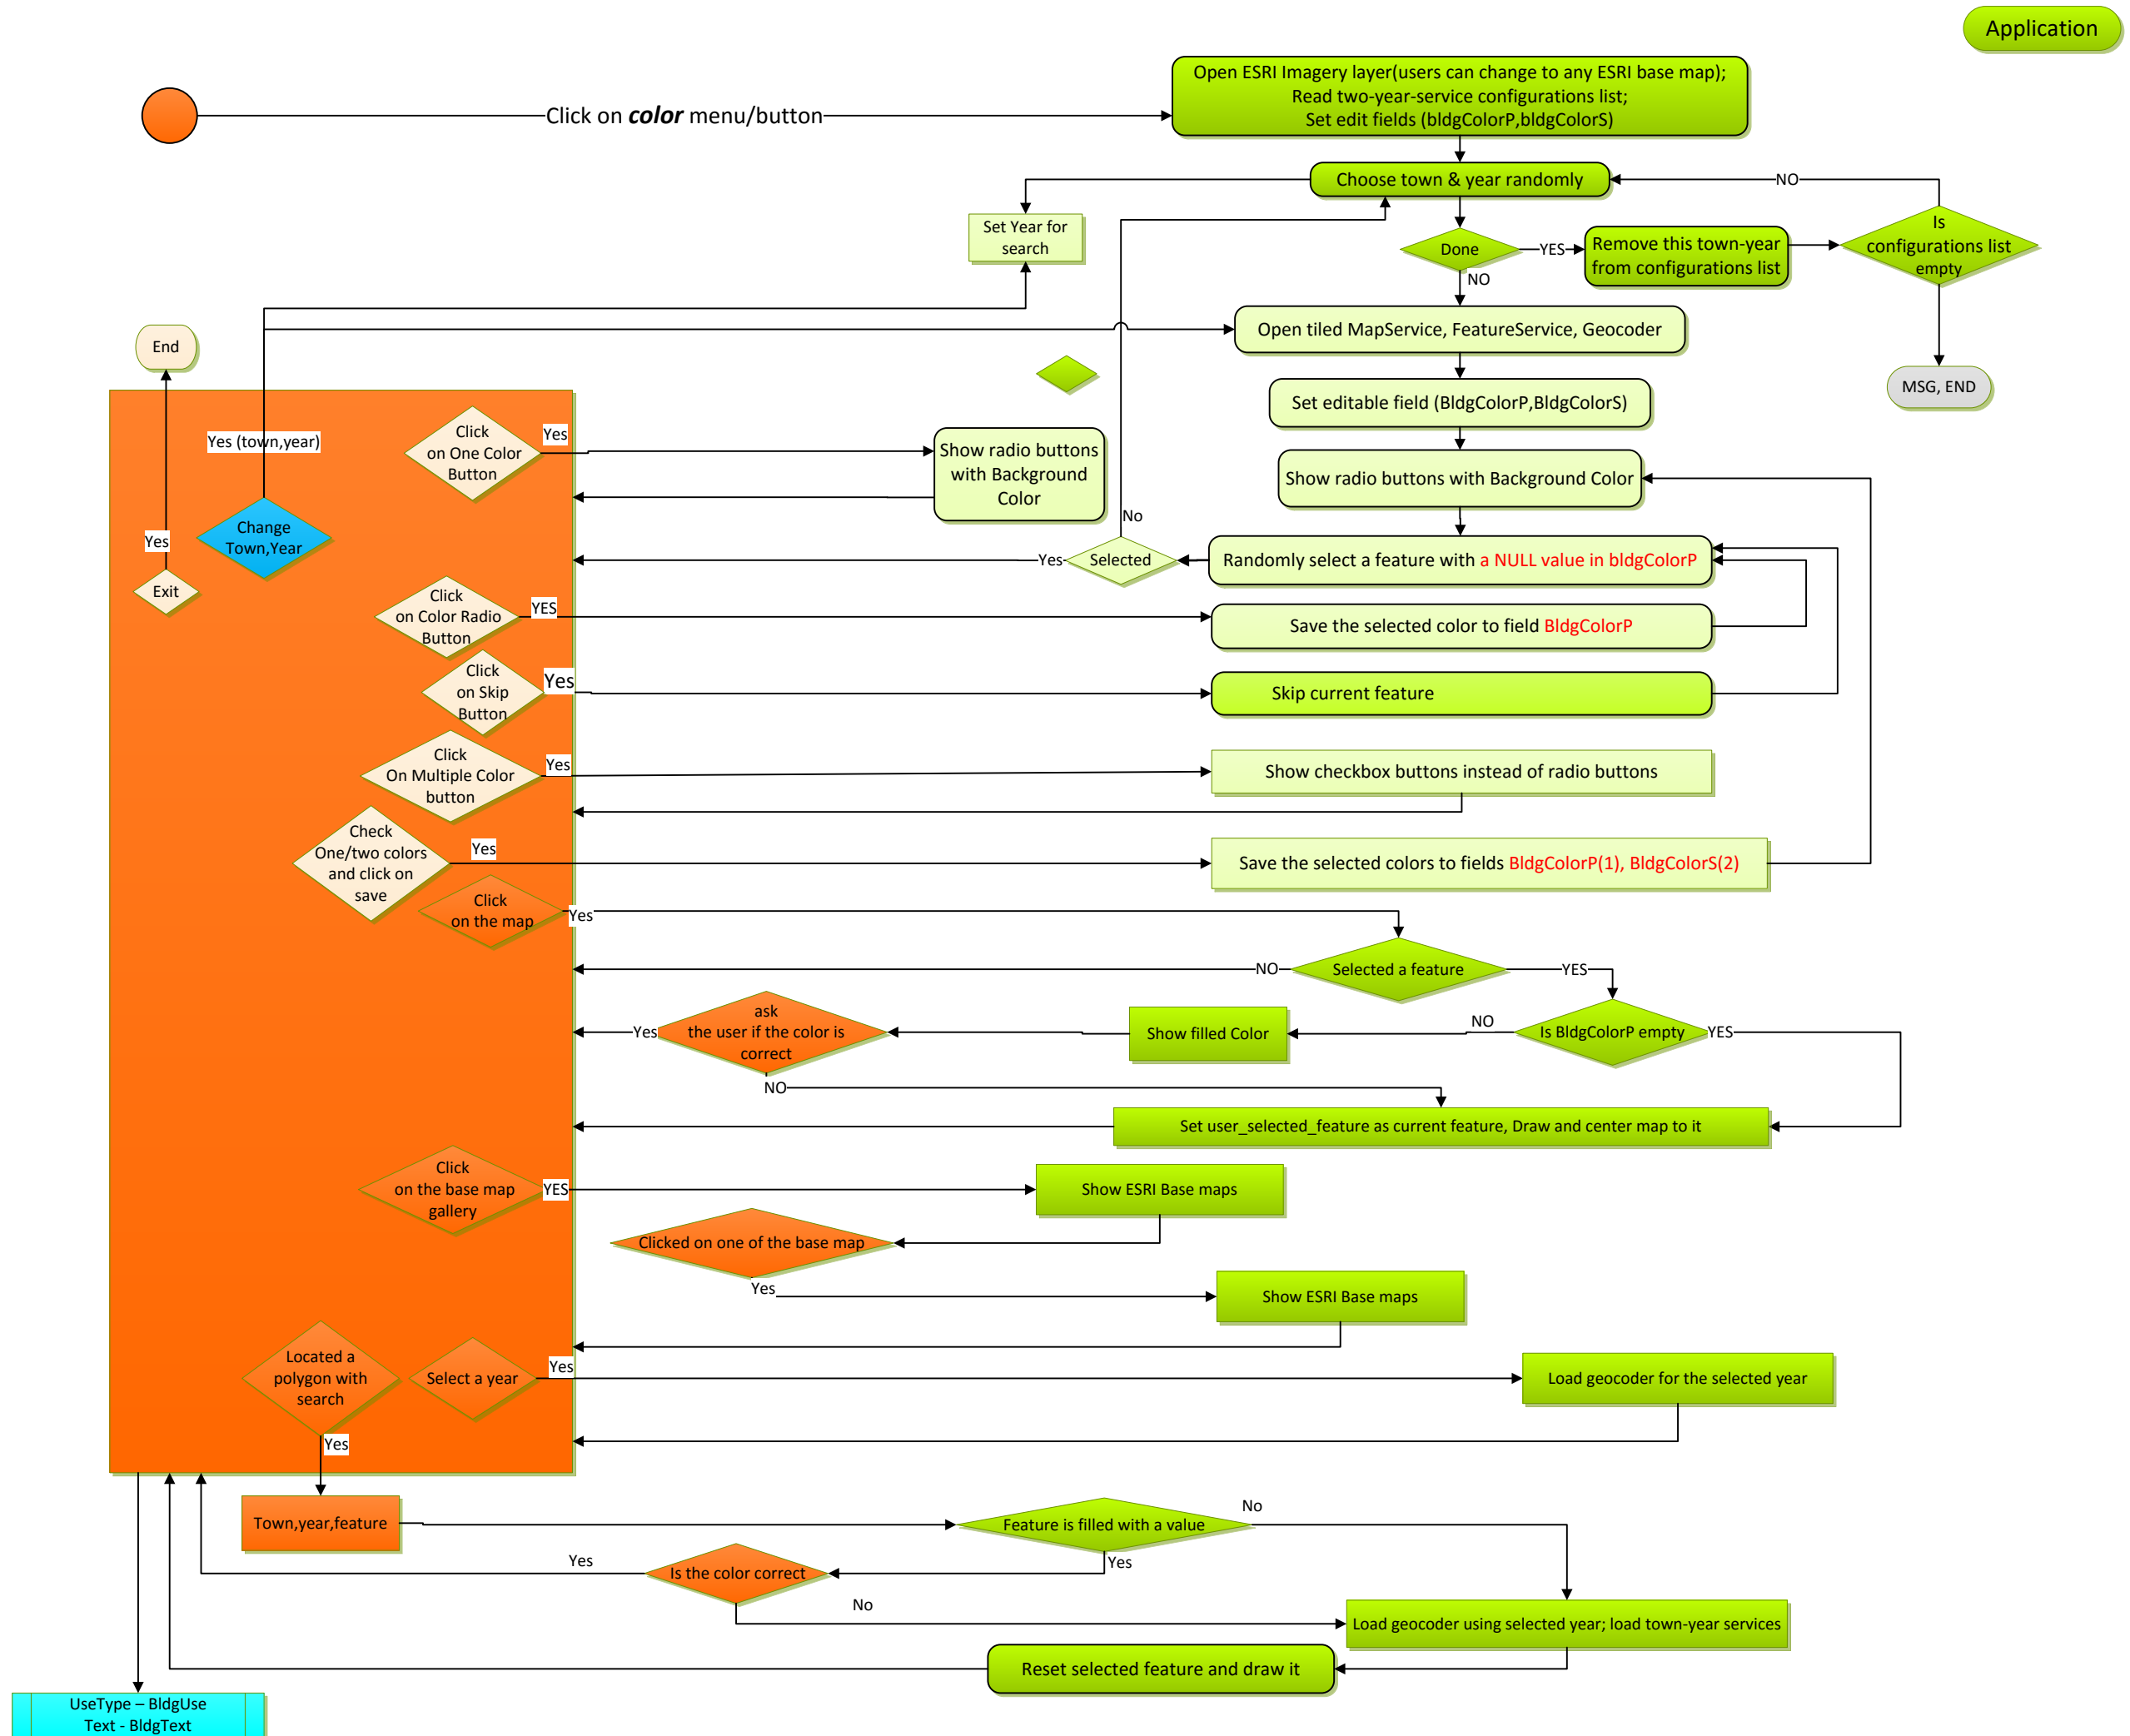 Application
Open ESRI Imagery layer(users can change to any ESRI base map);
Read two-year-service configurations list;
Set edit fields (bldgColorP,bldgColorS)
Click on color menu/button
Choose town & year randomly
NO
Set Year for
search
Done
YES
Remove this town-year
from configurations list
Is
configurations list
empty
NO
Open tiled MapService, FeatureService, Geocoder
End
MSG, END
Set editable field (BldgColorP,BldgColorS)
Yes (town,year)
Click
on One Color
Button
Yes
Show radio buttons
with Background
Color
Show radio buttons with Background Color
No
Change
Town,Year
Yes
Exit
Yes
Selected
Randomly select a feature with a NULL value in bldgColorP
Click
on Color Radio
Button
YES
Save the selected color to field BldgColorP
Click
on Skip
Button
Yes
Skip current feature
Click
On Multiple Color
button
Yes
Show checkbox buttons instead of radio buttons
Check
One/two colors
and click on
save
Yes
Save the selected colors to fields BldgColorP(1), BldgColorS(2)
Click
on the map
Yes
NO
Selected a feature
YES
ask
the user if the color is
correct
Yes
Show filled Color
NO
Is BldgColorP empty
YES
NO
Set user_selected_feature as current feature, Draw and center map to it
Click
on the base map
gallery
YES
Show ESRI Base maps
Clicked on one of the base map
Yes
Show ESRI Base maps
Located a
polygon with
search
Select a year
Yes
Load geocoder for the selected year
Yes
Town,year,feature
Feature is filled with a value
No
Yes
Yes
Is the color correct
No
Load geocoder using selected year; load town-year services
Reset selected feature and draw it
UseType – BldgUse
Text - BldgText